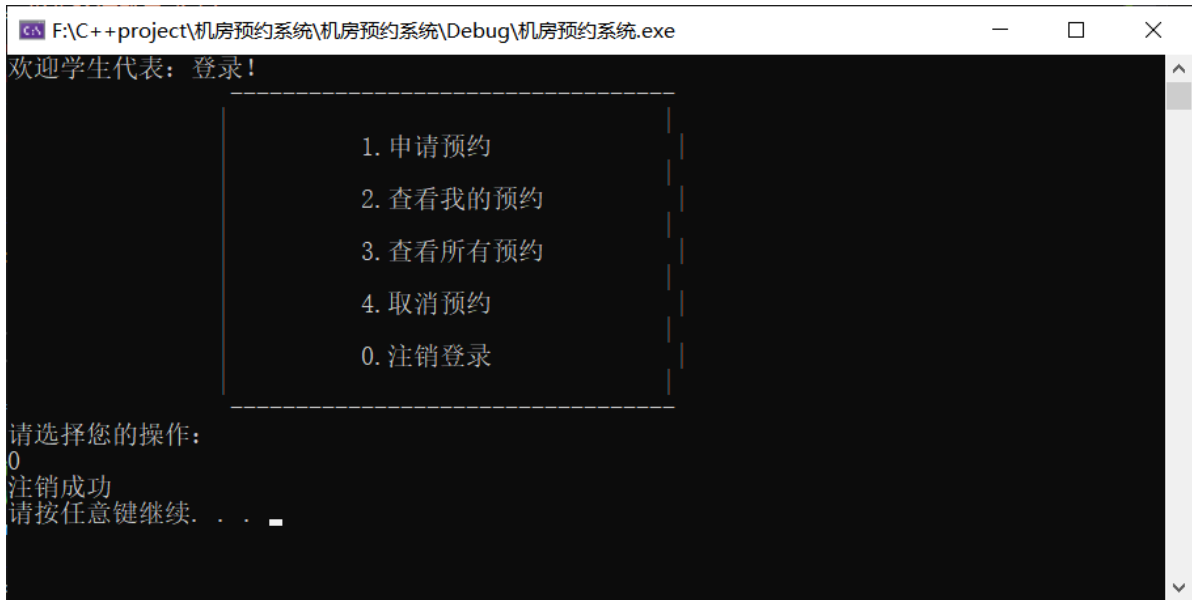 F:\C++project\机房预约系统\机房预约系统\Debug\机房预约系统.exe
欢迎学生代表：登录!
----------------------------------
|                                  |
|          1.申请预约              |
|                                  |
|          2.查看我的预约          |
|                                  |
|          3.查看所有预约          |
|                                  |
|          4.取消预约              |
|                                  |
|          0.注销登录              |
|                                  |
----------------------------------
请选择您的操作：
0
注销成功
请按任意键继续. . .